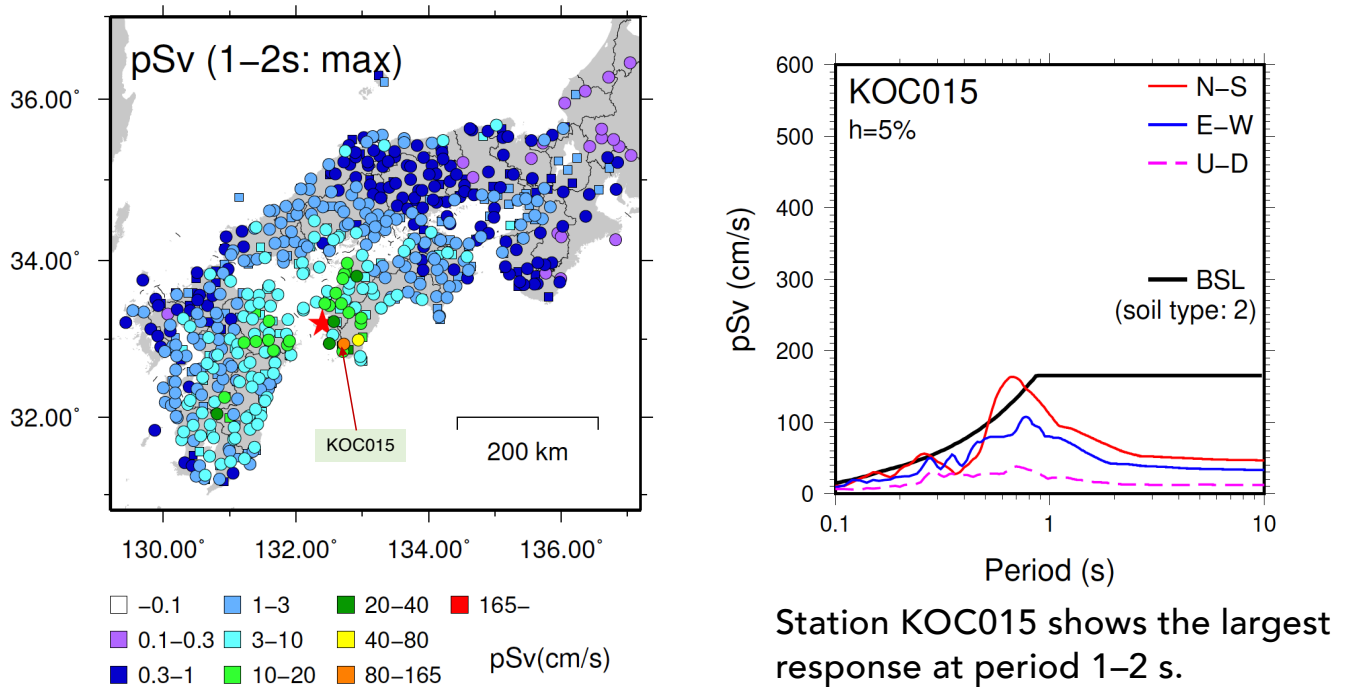 pSv (1−2s: max)
36.00˚
34.00˚
32.00˚
130.00˚ 132.00˚ 134.00˚ 136.00˚
KOC015
200 km
−0.1 1−3 20−40 165−
0.1−0.3 3−10 40−80
0.3−1 10−20 80−165
pSv(cm/s)
KOC015
h=5%
N−S
E−W
U−D
BSL
(soil type: 2)
600
500
400
300
200
100
0
pSv (cm/s)
0.1 1 10
Period (s)
Station KOC015 shows the largest
response at period 1–2 s.